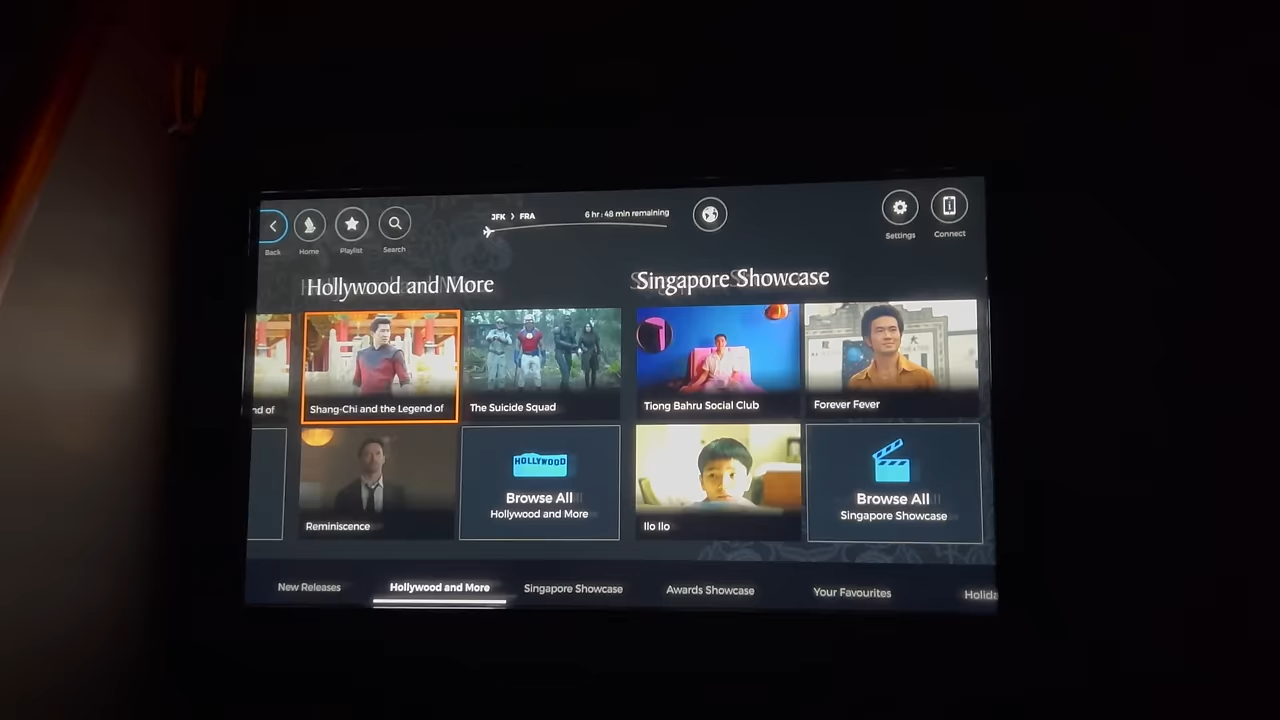 JFK > FRA
6 hr : 48 min remaining
Back
Home
Playlist
Search
Settings
Connect
Hollywood and More
Singapore Showcase
nd of
Shang-Chi and the Legend of
The Suicide Squad
Tiong Bahru Social Club
Forever Fever
HOLLYWOOD
Reminiscence
Browse All
Hollywood and More
Ilo Ilo
Browse All
Singapore Showcase
New Releases
Hollywood and More
Singapore Showcase
Awards Showcase
Your Favourites
Holida